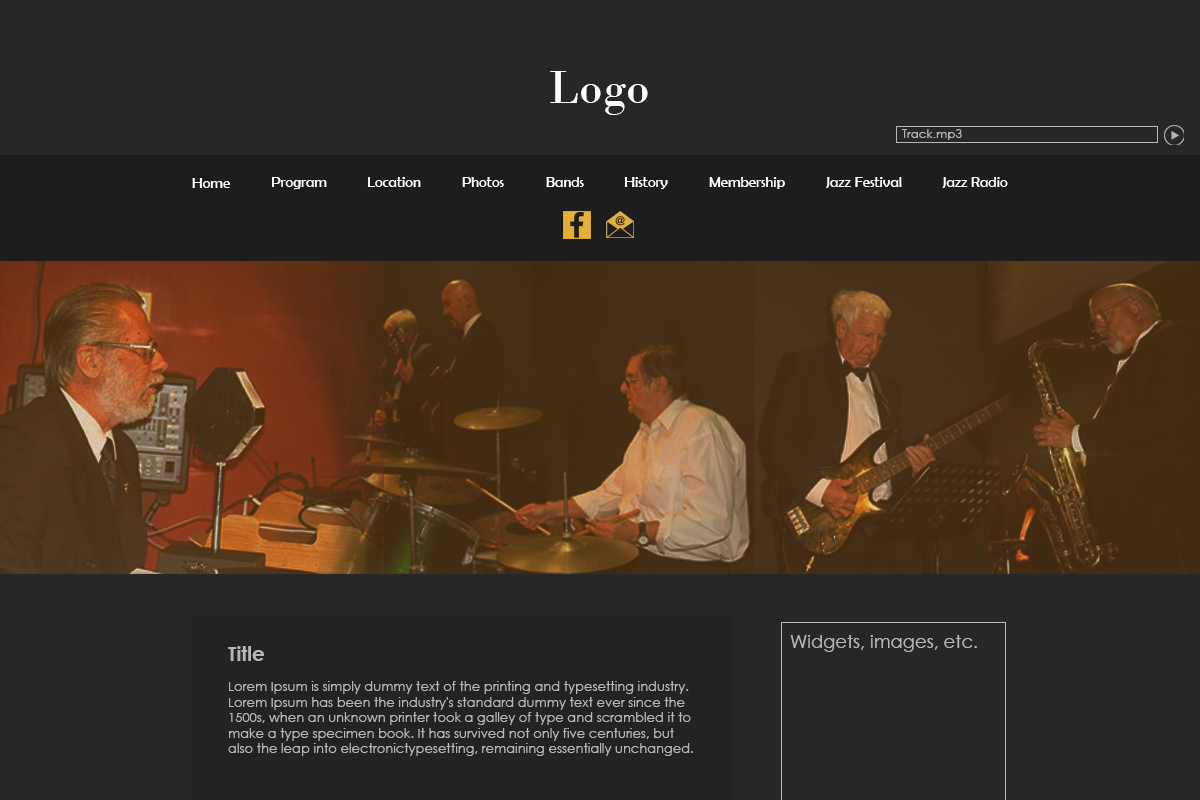 Logo
Track.mp3
Home Program Location Photos Bands History Membership Jazz Festival Jazz Radio
f @
Title
Widgets, images, etc.
Lorem Ipsum is simply dummy text of the printing and typesetting industry.
Lorem Ipsum has been the industry's standard dummy text ever since the
1500s, when an unknown printer took a galley of type and scrambled it to
make a type specimen book. It has survived not only five centuries, but
also the leap into electronictypesetting, remaining essentially unchanged.